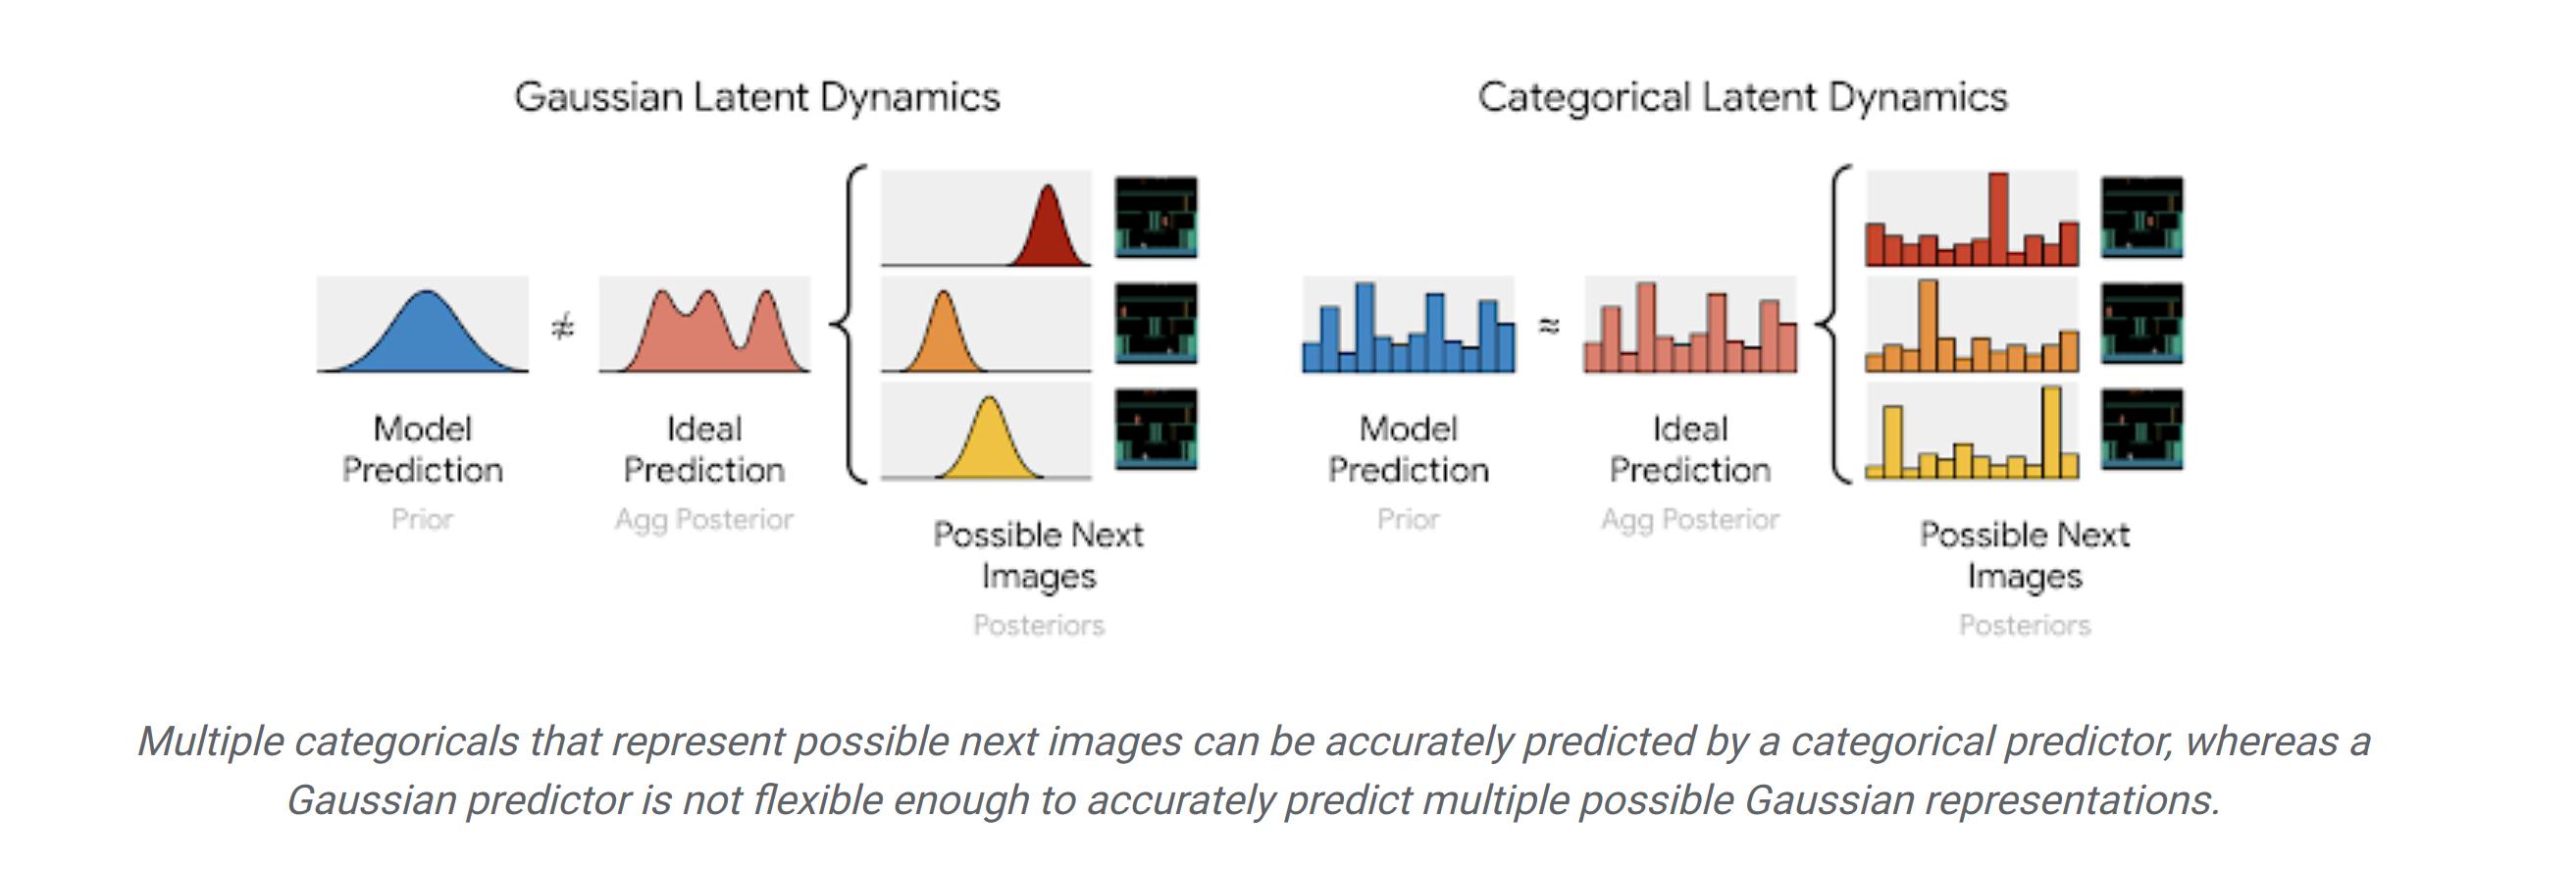 Gaussian Latent Dynamics
≠
Model
Prediction
Prior
Ideal
Prediction
Agg Posterior
Possible Next
Images
Posteriors
Categorical Latent Dynamics
≈
Model
Prediction
Prior
Ideal
Prediction
Agg Posterior
Possible Next
Images
Posteriors
Multiple categoricals that represent possible next images can be accurately predicted by a categorical predictor, whereas a
Gaussian predictor is not flexible enough to accurately predict multiple possible Gaussian representations.